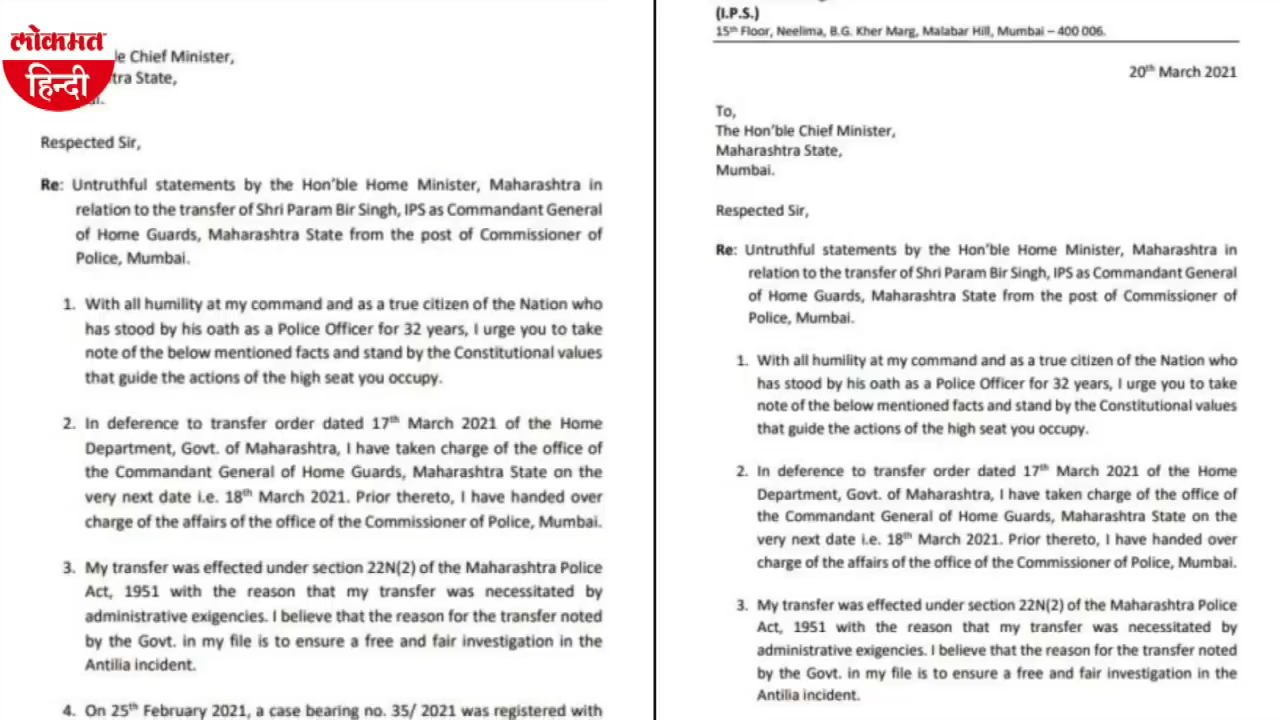 लोकमत
हिन्दी
le Chief Minister,
tra State,
Respected Sir,
Re: Untruthful statements by the Hon'ble Home Minister, Maharashtra in
relation to the transfer of Shri Param Bir Singh, IPS as Commandant General
of Home Guards, Maharashtra State from the post of Commissioner of
Police, Mumbai.
1. With all humility at my command and as a true citizen of the Nation who
has stood by his oath as a Police Officer for 32 years, I urge you to take
note of the below mentioned facts and stand by the Constitutional values
that guide the actions of the high seat you occupy.
2. In deference to transfer order dated 17th March 2021 of the Home
Department, Govt. of Maharashtra, I have taken charge of the office of
the Commandant General of Home Guards, Maharashtra State on the
very next date i.e. 18th March 2021. Prior thereto, I have handed over
charge of the affairs of the office of the Commissioner of Police, Mumbai.
3. My transfer was effected under section 22N(2) of the Maharashtra Police
Act, 1951 with the reason that my transfer was necessitated by
administrative exigencies. I believe that the reason for the transfer noted
by the Govt. in my file is to ensure a free and fair investigation in the
Antilia incident.
4. On 25th February 2021, a case bearing no. 35/ 2021 was registered with
(I.P.S.)
15th Floor, Neelima, B.G. Kher Marg, Malabar Hill, Mumbai – 400 006.
20th March 2021
To,
The Hon'ble Chief Minister,
Maharashtra State,
Mumbai.
Respected Sir,
Re: Untruthful statements by the Hon'ble Home Minister, Maharashtra in
relation to the transfer of Shri Param Bir Singh, IPS as Commandant General
of Home Guards, Maharashtra State from the post of Commissioner of
Police, Mumbai.
1. With all humility at my command and as a true citizen of the Nation who
has stood by his oath as a Police Officer for 32 years, I urge you to take
note of the below mentioned facts and stand by the Constitutional values
that guide the actions of the high seat you occupy.
2. In deference to transfer order dated 17th March 2021 of the Home
Department, Govt. of Maharashtra, I have taken charge of the office of
the Commandant General of Home Guards, Maharashtra State on the
very next date i.e. 18th March 2021. Prior thereto, I have handed over
charge of the affairs of the office of the Commissioner of Police, Mumbai.
3. My transfer was effected under section 22N(2) of the Maharashtra Police
Act, 1951 with the reason that my transfer was necessitated by
administrative exigencies. I believe that the reason for the transfer noted
by the Govt. in my file is to ensure a free and fair investigation in the
Antilia incident.